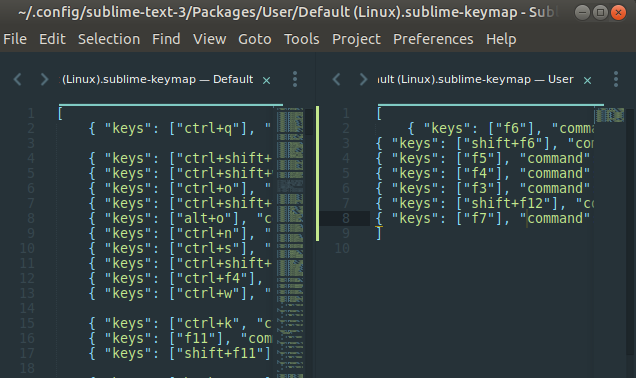 ~/.config/sublime-text-3/Packages/User/Default (Linux).sublime-keymap - Sub
File Edit Selection Find View Goto Tools Project Preferences Help
(Linux).sublime-keymap — Default ×
ault (Linux).sublime-keymap — User ×
1 [
2 { "keys": ["ctrl+q"], "
3
4 { "keys": ["ctrl+shift+
5 { "keys": ["ctrl+shift+
6 { "keys": ["ctrl+o"], "
7 { "keys": ["ctrl+shift+
8 { "keys": ["alt+o"], "c
9 { "keys": ["ctrl+n"], "
10 { "keys": ["ctrl+s"], "
11 { "keys": ["ctrl+shift+
12 { "keys": ["ctrl+f4"],
13 { "keys": ["ctrl+w"], "
14
15 { "keys": ["ctrl+k", "c
16 { "keys": ["f11"], "com
17 { "keys": ["shift+f11"]
18
1 [
2 { "keys": ["f6"], "comma
3 { "keys": ["shift+f6"], "co
4 { "keys": ["f5"], "command"
5 { "keys": ["f4"], "command"
6 { "keys": ["f3"], "command"
7 { "keys": ["shift+f12"], "c
8 { "keys": ["f7"], "command"
9 ]
10